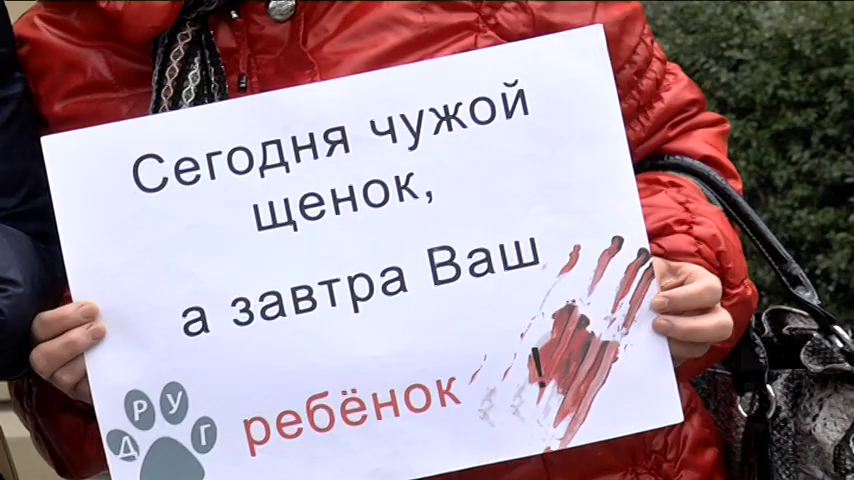 Сегодня чужой
щенок,
а завтра Ваш
ребёнок !
ДРУГ